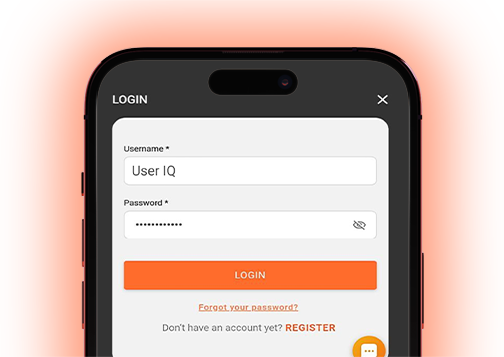 LOGIN
Username *
User IQ
Password *
••••••••••••
LOGIN
Forgot your password?
Don't have an account yet? REGISTER